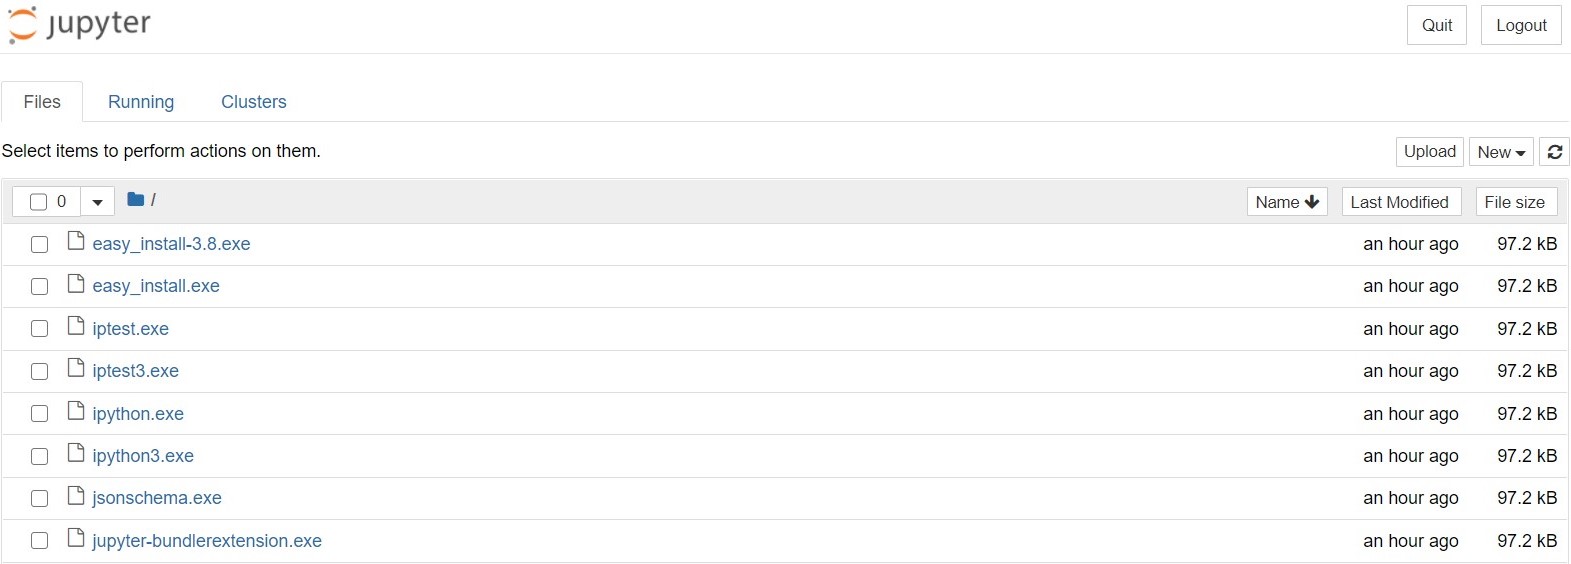 jupyter Quit Logout
Files Running Clusters
Select items to perform actions on them. Upload New
0 / Name Last Modified File size
easy_install-3.8.exe an hour ago 97.2 kB
easy_install.exe an hour ago 97.2 kB
iptest.exe an hour ago 97.2 kB
iptest3.exe an hour ago 97.2 kB
ipython.exe an hour ago 97.2 kB
ipython3.exe an hour ago 97.2 kB
jsonschema.exe an hour ago 97.2 kB
jupyter-bundlerextension.exe an hour ago 97.2 kB